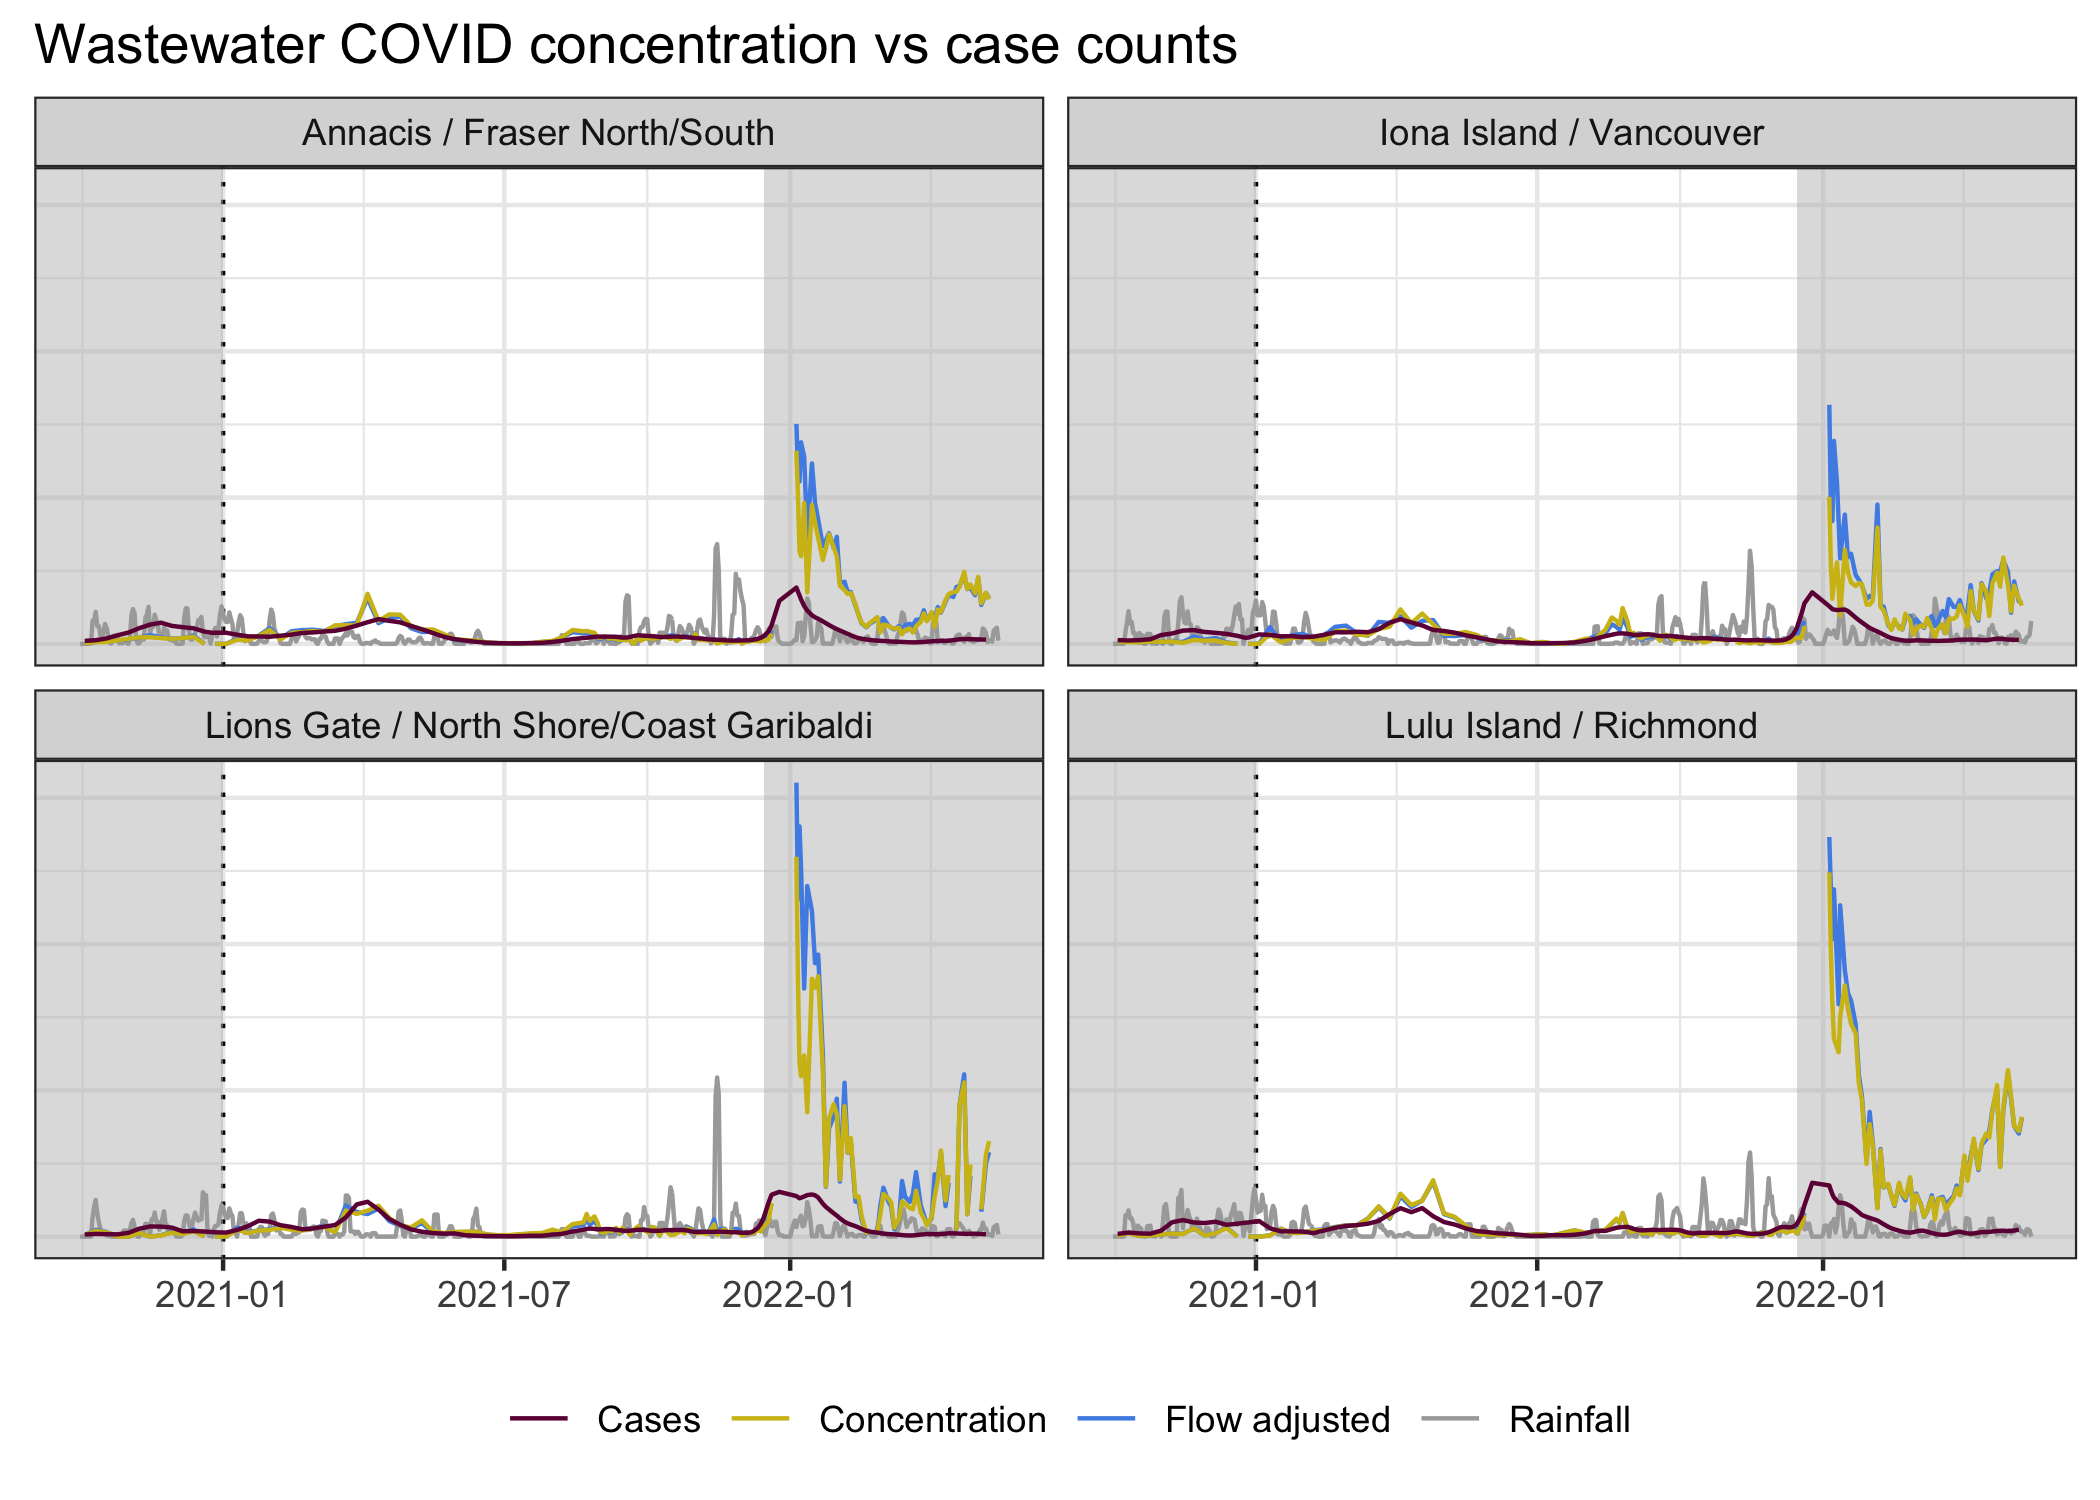 Wastewater COVID concentration vs case counts
Annacis / Fraser North/South
Iona Island / Vancouver
Lions Gate / North Shore/Coast Garibaldi
Lulu Island / Richmond
2021-01 2021-07 2022-01
2021-01 2021-07 2022-01
Cases Concentration Flow adjusted Rainfall